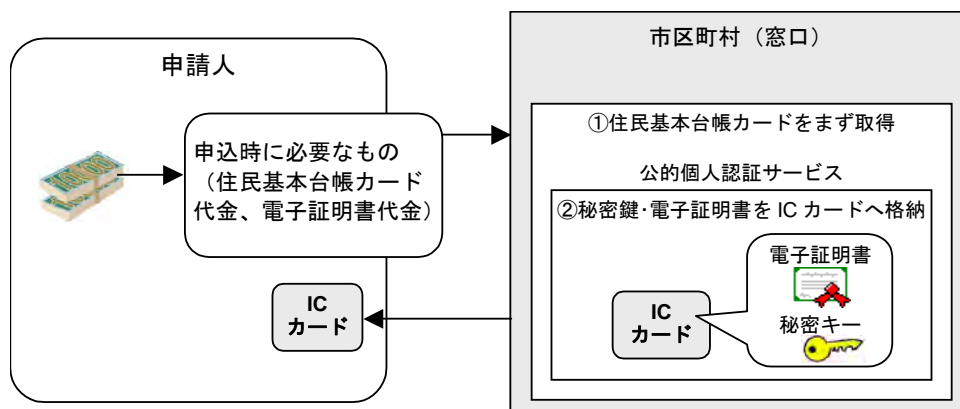 申請人
申込時に必要なもの
（住民基本台帳カード
代金、電子証明書代金）
IC
カード
市区町村（窓口）
①住民基本台帳カードをまず取得
公的個人認証サービス
②秘密鍵･電子証明書を IC カードへ格納
電子証明書
秘密キー
IC
カード